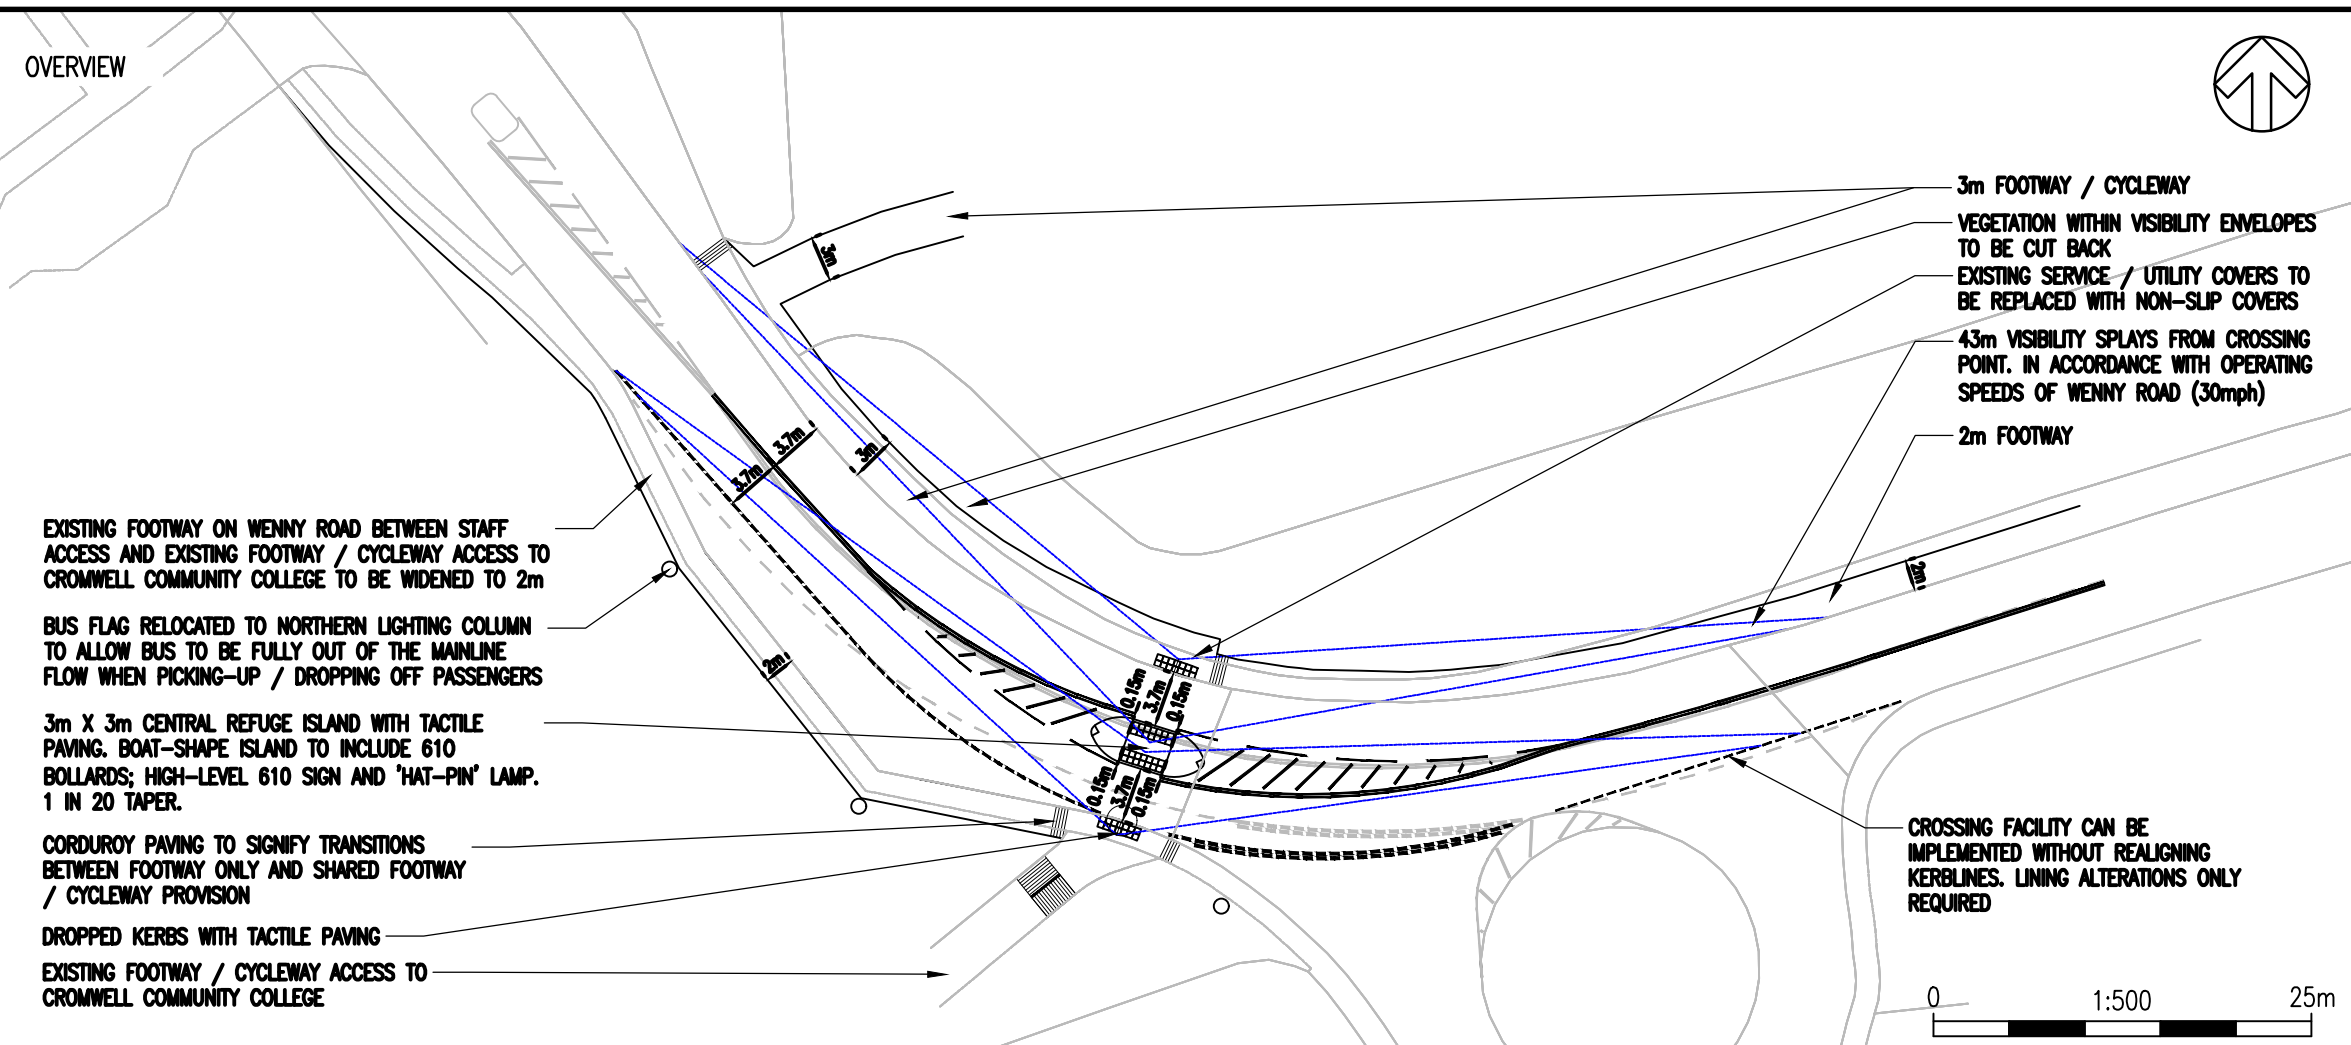 OVERVIEW
3m FOOTWAY / CYCLEWAY
VEGETATION WITHIN VISIBILITY ENVELOPES
TO BE CUT BACK
EXISTING SERVICE / UTILITY COVERS TO
BE REPLACED WITH NON-SLIP COVERS
43m VISIBILITY SPLAYS FROM CROSSING
POINT. IN ACCORDANCE WITH OPERATING
SPEEDS OF WENNY ROAD (30mph)
2m FOOTWAY
3m
3.7m
3.7m
3m
2m
2m
0.15m
3.7m
0.15m
0.15m
3.7m
0.15m
EXISTING FOOTWAY ON WENNY ROAD BETWEEN STAFF
ACCESS AND EXISTING FOOTWAY / CYCLEWAY ACCESS TO
CROMWELL COMMUNITY COLLEGE TO BE WIDENED TO 2m
BUS FLAG RELOCATED TO NORTHERN LIGHTING COLUMN
TO ALLOW BUS TO BE FULLY OUT OF THE MAINLINE
FLOW WHEN PICKING-UP / DROPPING OFF PASSENGERS
3m X 3m CENTRAL REFUGE ISLAND WITH TACTILE
PAVING. BOAT-SHAPE ISLAND TO INCLUDE 610
BOLLARDS; HIGH-LEVEL 610 SIGN AND 'HAT-PIN' LAMP.
1 IN 20 TAPER.
CORDUROY PAVING TO SIGNIFY TRANSITIONS
BETWEEN FOOTWAY ONLY AND SHARED FOOTWAY
/ CYCLEWAY PROVISION
DROPPED KERBS WITH TACTILE PAVING
EXISTING FOOTWAY / CYCLEWAY ACCESS TO
CROMWELL COMMUNITY COLLEGE
CROSSING FACILITY CAN BE
IMPLEMENTED WITHOUT REALIGNING
KERBLINES. LINING ALTERATIONS ONLY
REQUIRED
0 1:500 25m